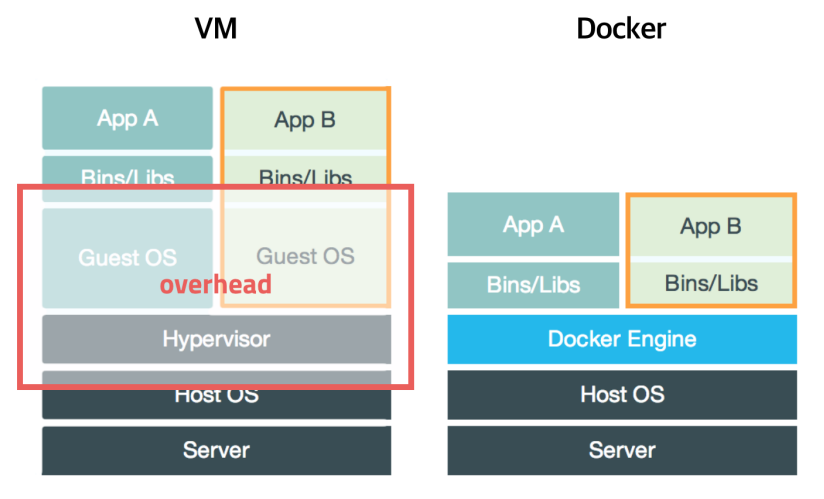 VM
App A
App B
Bins/Libs
Bins/Libs
Guest OS
Guest OS
overhead
Hypervisor
Host OS
Server
Docker
App A
App B
Bins/Libs
Bins/Libs
Docker Engine
Host OS
Server